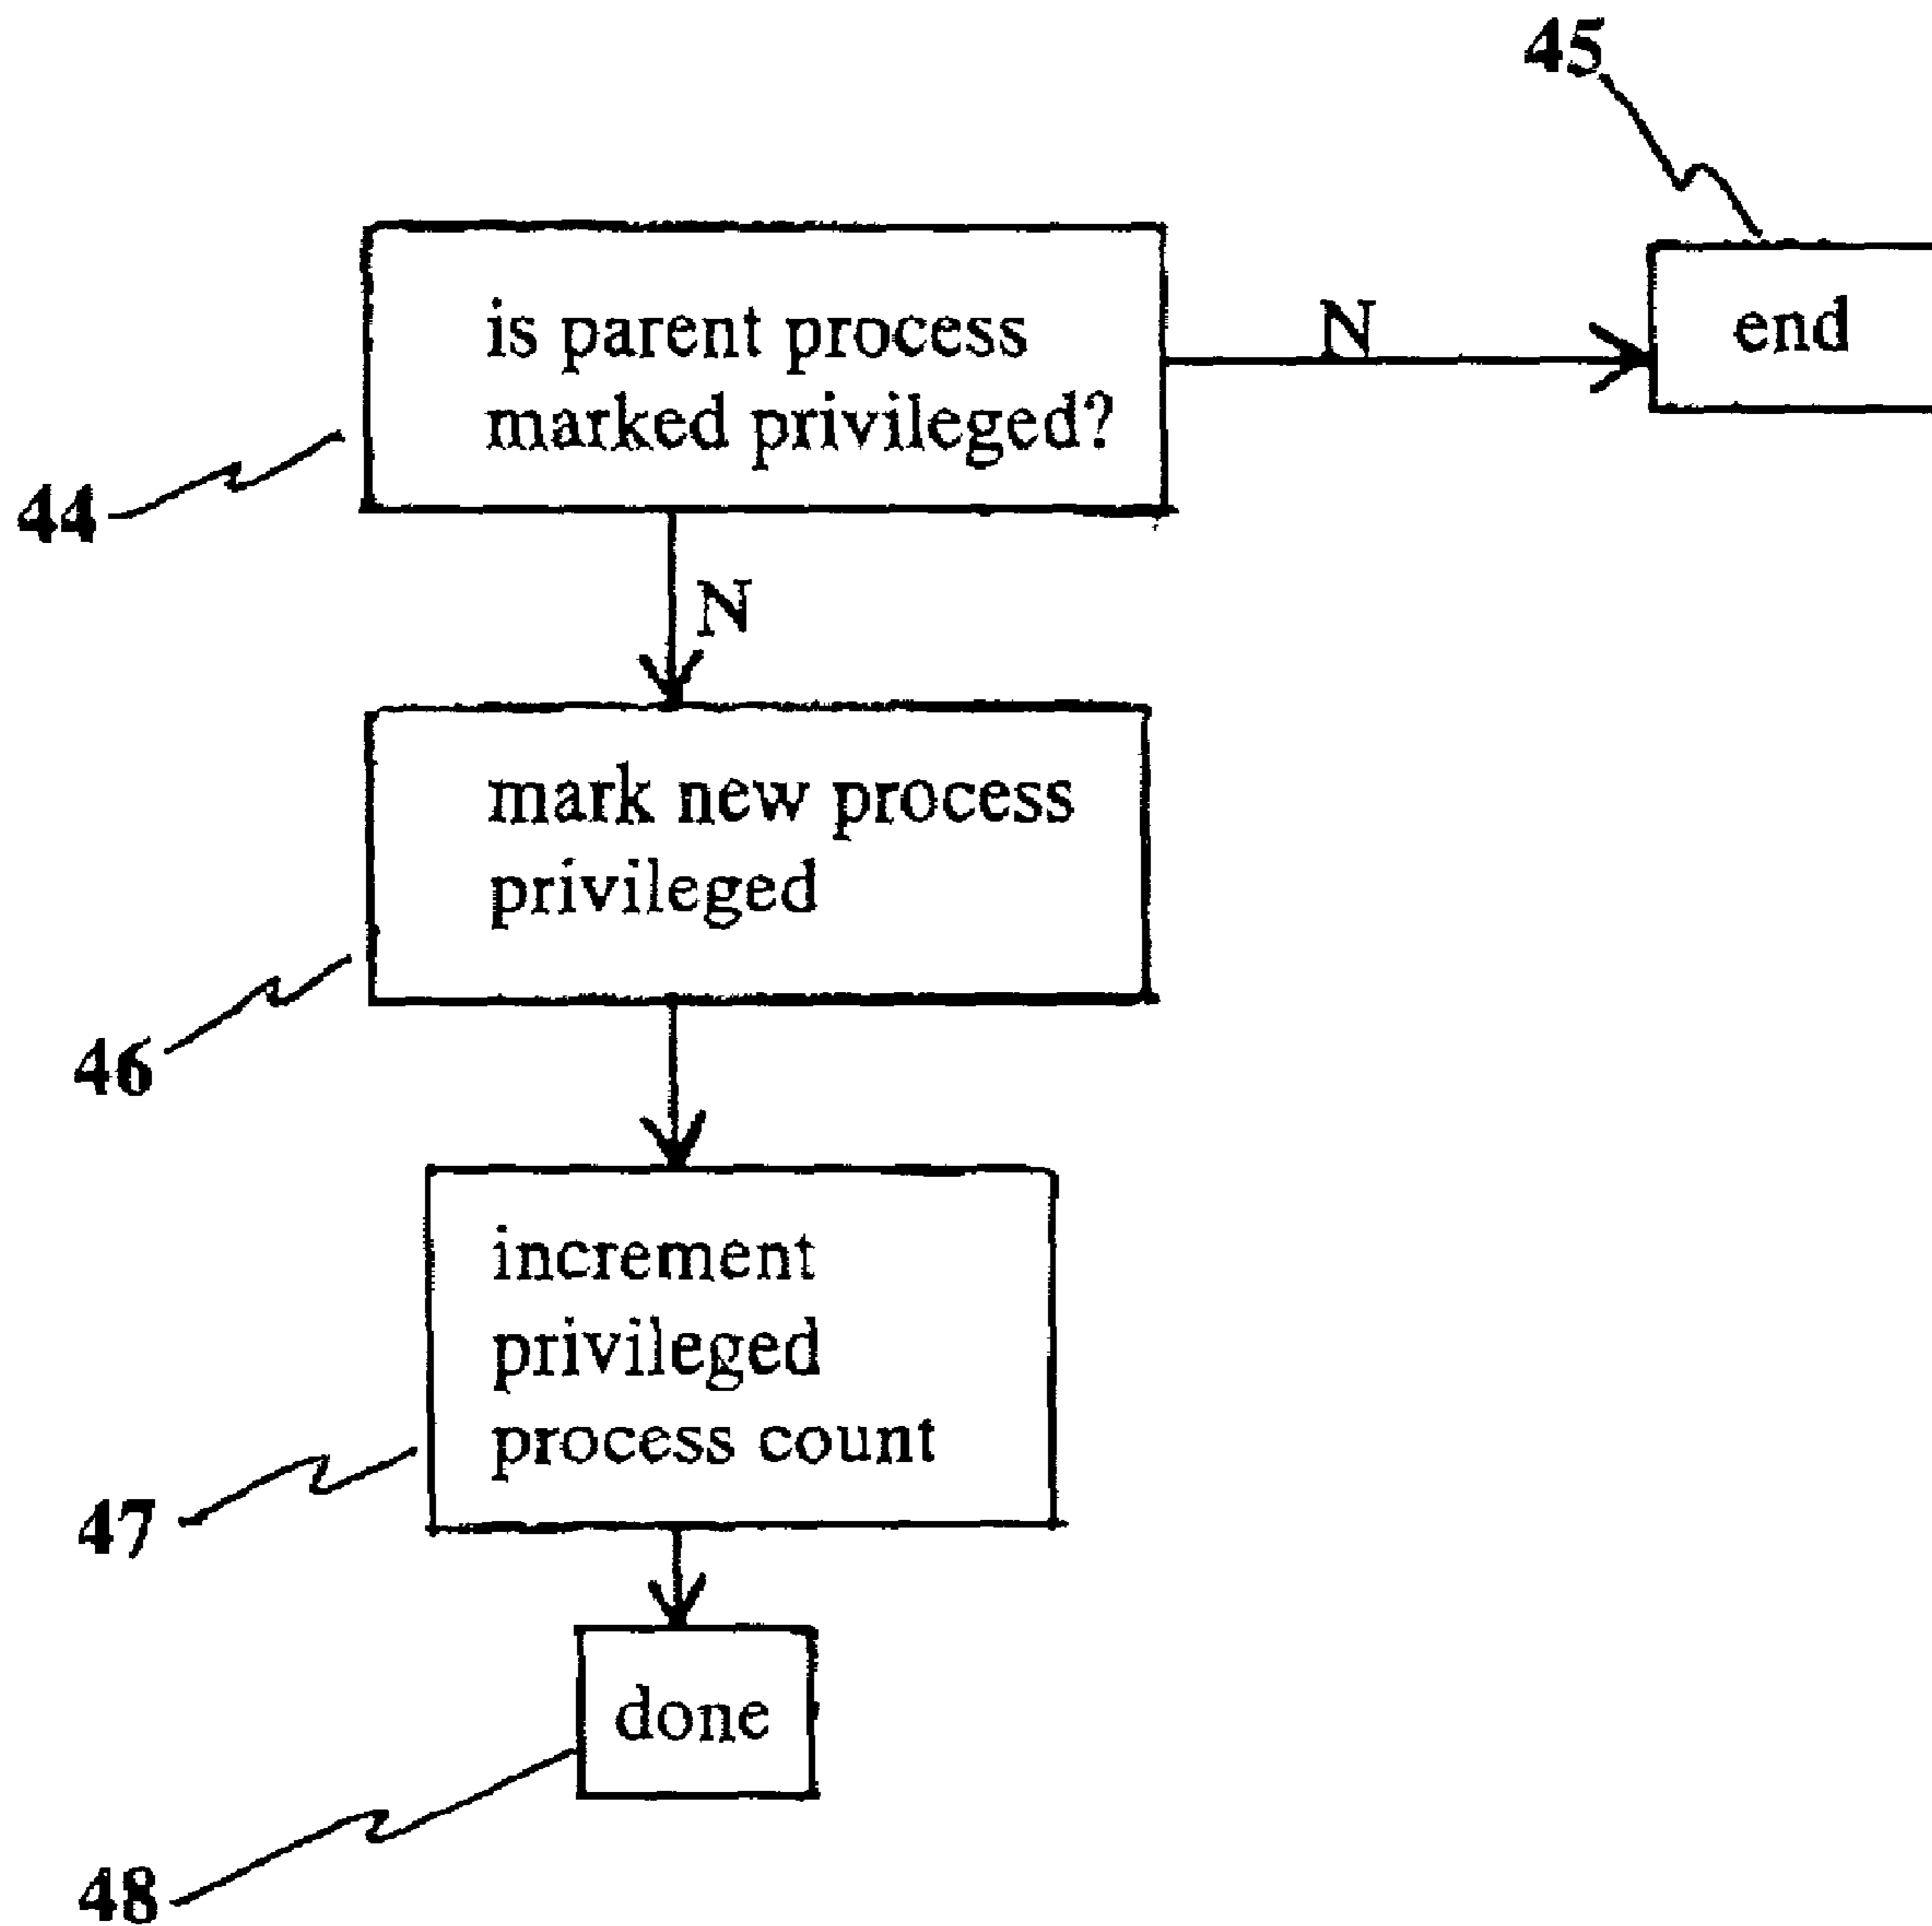 45
is parent process
marked privileged?
N
end
44
N
mark new process
privileged
46
increment
privileged
process count
47
done
48